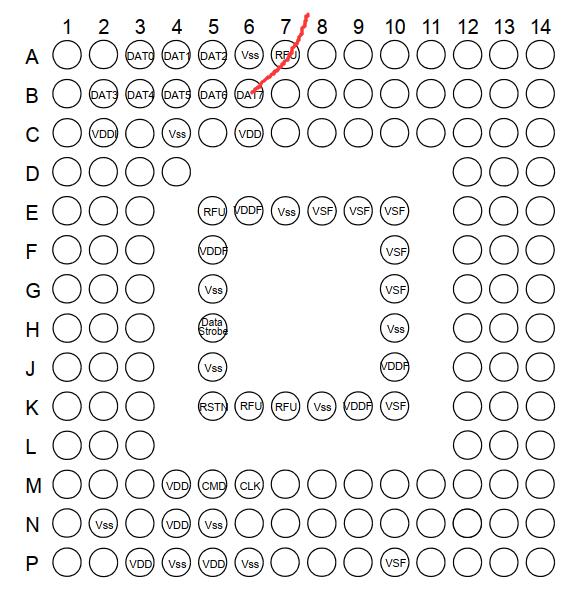 1 2 3 4 5 6 7 8 9 10 11 12 13 14
A DAT0 DAT1 DAT2 Vss RFU
B DAT3 DAT4 DAT5 DAT6 DAT7
C VDDI Vss VDD
D
E RFU VDDF Vss VSF VSF VSF
F VDDF VSF
G Vss VSF
H Data Strobe Vss
J Vss VDDF
K RSTN RFU RFU Vss VDDF VSF
L
M VDD CMD CLK
N Vss VDD Vss
P VDD Vss VDD Vss VSF